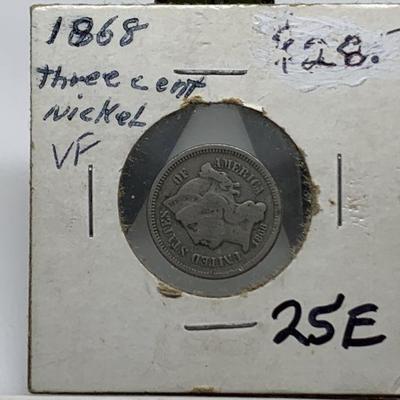 1868
three cent
Nickel
VF
$28.
UNITED STATES OF AMERICA
25E